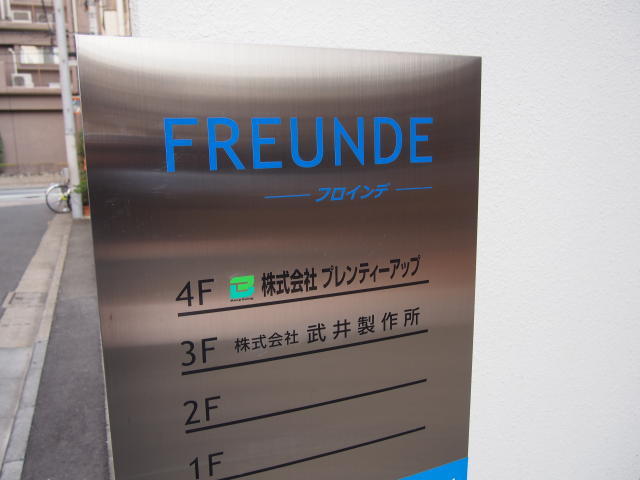 FREUNDE
フロインデ
4F 株式会社 プレンティーアップ
3F 株式会社 武井製作所
2F
1F